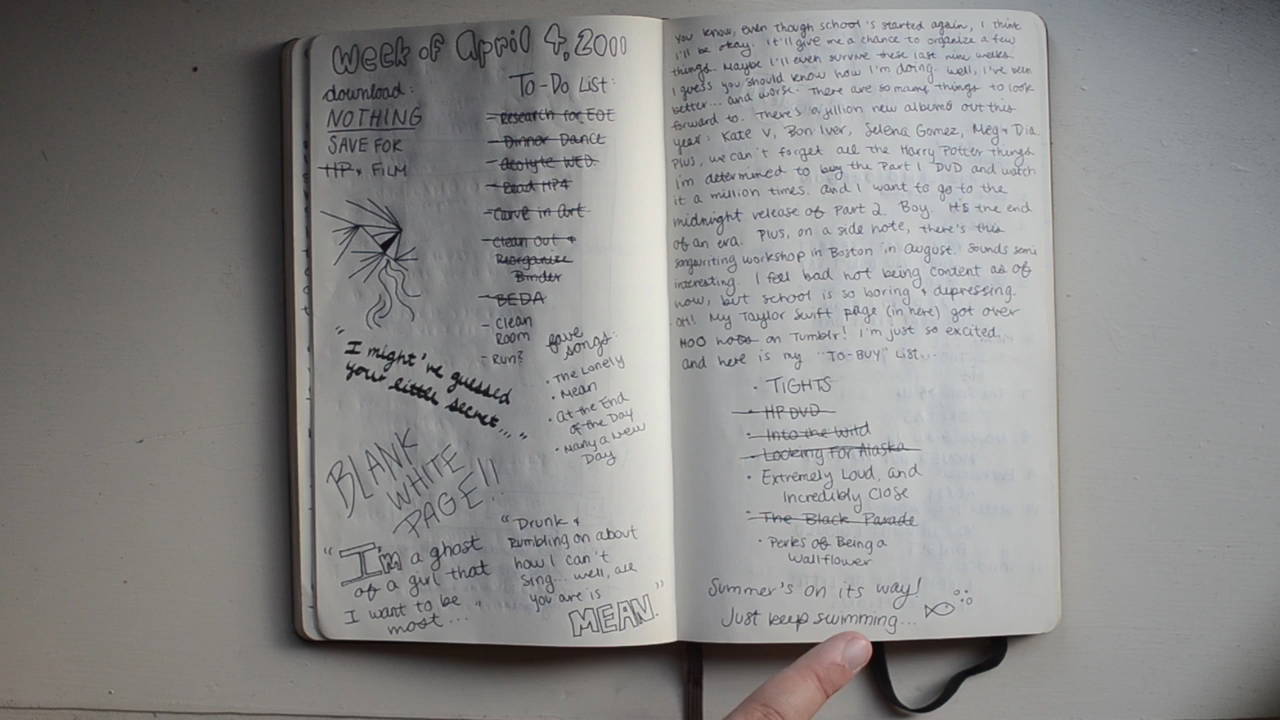 Week of April 4, 2011
download:
NOTHING
SAVE FOR
HP + FILM
To-Do List:
- Research for EOE
- Dinner Dance
- acolyte WED.
- Read HP4
- Carve in Art
- Clean Out +
Reorganize
Binder
- BEDA
- Clean
Room
- Run?
fave
songs:
• The Lonely
• Mean
• At the End
of the Day
• Many a New
Day
"I might've guessed
your little secret..."
BLANK
WHITE
PAGE!!
"I'm a ghost
of a girl that
I want to be
most..."
"Drunk +
rumbling on about
how I can't
sing... well, all
you are is
MEAN."
You know, even though school's started again, I think
I'll be okay. It'll give me a chance to organize a few
things. Maybe I'll even survive these last nine weeks.
I guess you should know how I'm doing. Well, I've been
better... and worse. There are so many things to look
forward to. There's a jillion new albums out this
year: Kate V, Bon Iver, Selena Gomez, Meg + Dia.
Plus, we can't forget all the Harry Potter things.
I'm determined to buy the Part 1 DVD and watch
it a million times. And I want to go to the
midnight release of Part 2. Boy. It's the end
of an era. Plus, on a side note, there's this
songwriting workshop in Boston in August. Sounds semi
interesting. I feel bad not being content as of
now, but school is so boring + depressing.
OH! My Taylor Swift page (in here) got over
400 notes on Tumblr! I'm just so excited.
and here is my "TO-BUY" List...
• TIGHTS
• HP DVD
• Into the Wild
• Looking For Alaska
• Extremely Loud, and
Incredibly Close
• The Black Parade
• Perks of Being a
Wallflower
Summer's on its way!
Just keep swimming...